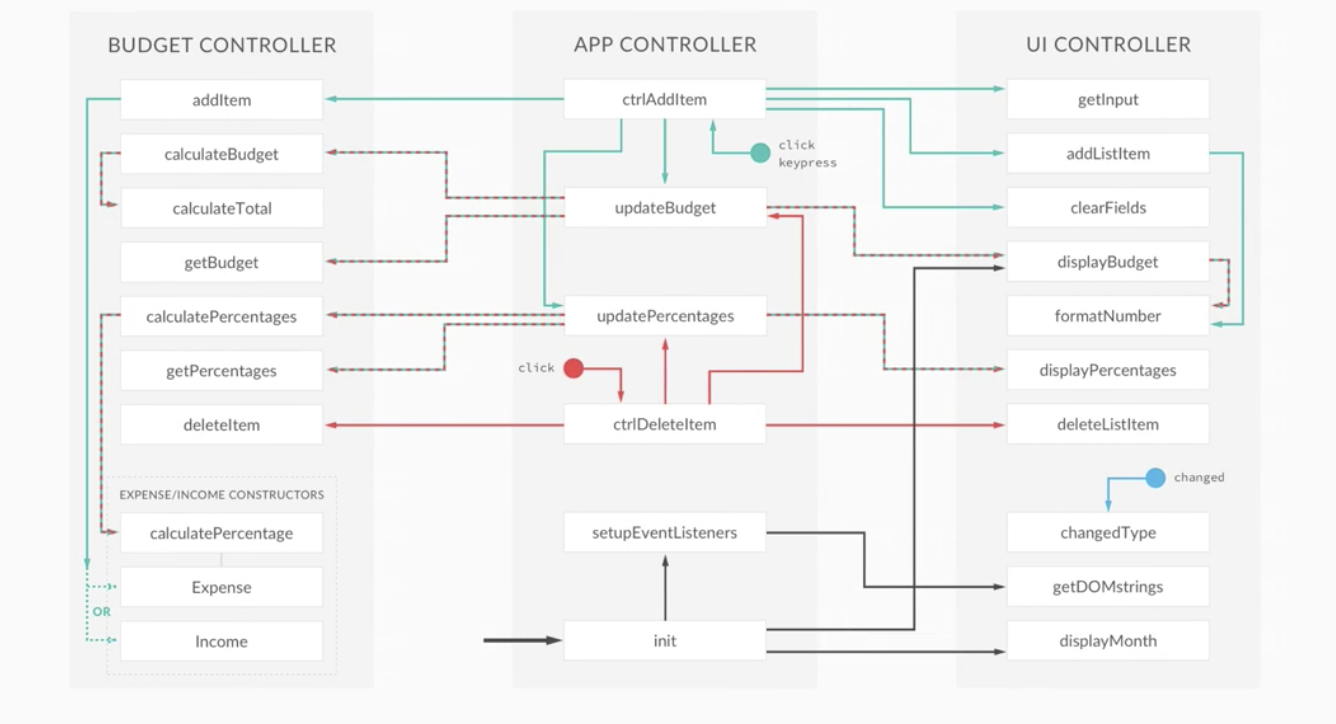 BUDGET CONTROLLER
addItem
calculateBudget
calculateTotal
getBudget
calculatePercentages
getPercentages
deleteItem
EXPENSE/INCOME CONSTRUCTORS
calculatePercentage
Expense
OR
Income
APP CONTROLLER
ctrlAddItem
click
keypress
updateBudget
updatePercentages
click
ctrlDeleteItem
setupEventListeners
init
UI CONTROLLER
getInput
addListItem
clearFields
displayBudget
formatNumber
displayPercentages
deleteListItem
changed
changedType
getDOMstrings
displayMonth